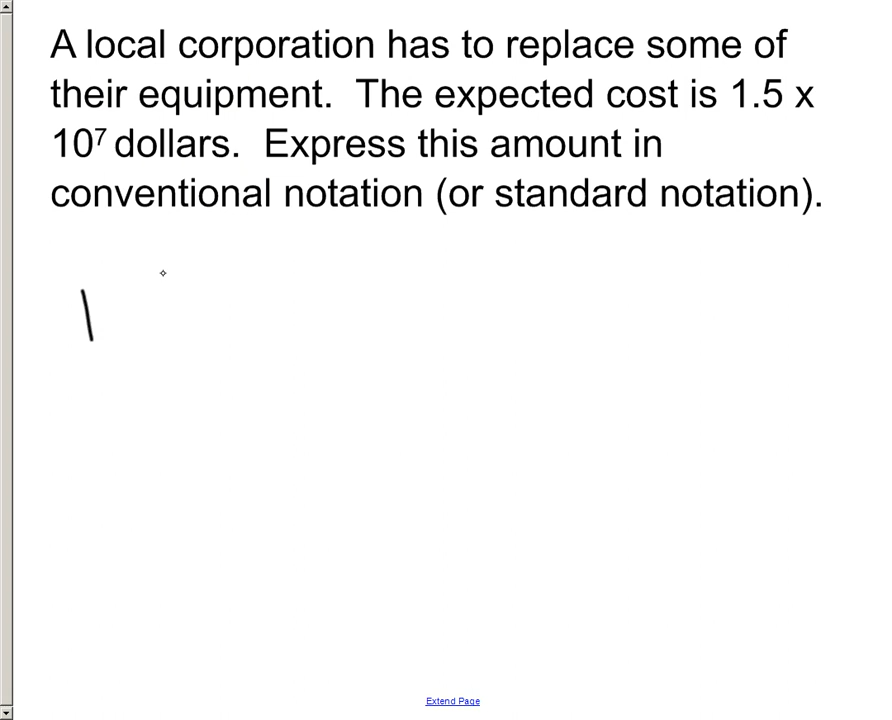 A local corporation has to replace some of
their equipment.  The expected cost is 1.5 x
10⁷ dollars.  Express this amount in
conventional notation (or standard notation).
1
Extend Page